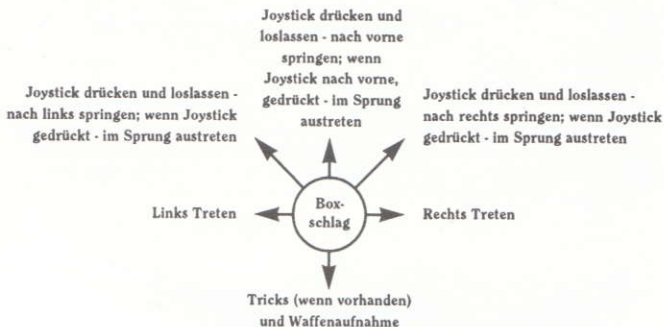 Joystick drücken und
loslassen - nach vorne
springen; wenn
Joystick nach vorne,
gedrückt - im Sprung
austreten
Joystick drücken und loslassen -
nach links springen; wenn Joystick
gedrückt - im Sprung austreten
Joystick drücken und loslassen -
nach rechts springen; wenn Joystick
gedrückt - im Sprung austreten
Links Treten
Box-
schlag
Rechts Treten
Tricks (wenn vorhanden)
und Waffenaufnahme